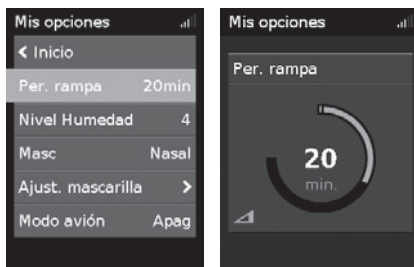 Mis opciones
Inicio
Per. rampa 20min
Nivel Humedad 4
Masc Nasal
Ajust. mascarilla
Modo avión Apag
Mis opciones
Per. rampa
20
min.